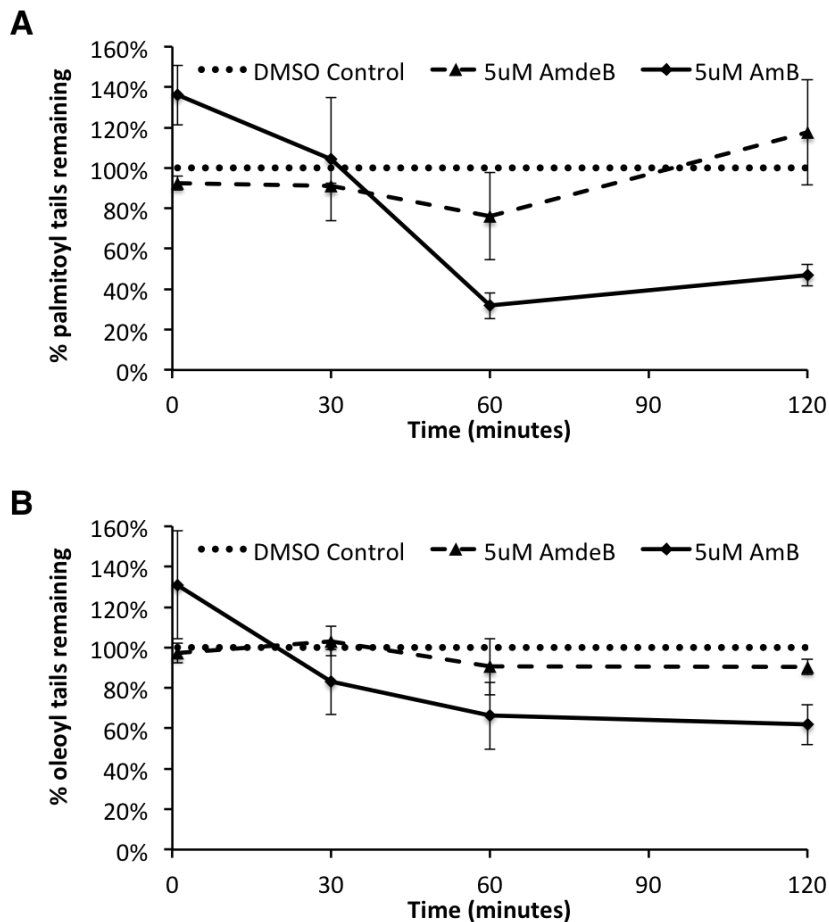 A
160%
140%
120%
100%
80%
60%
40%
20%
0%
% palmitoyl tails remaining
DMSO Control 5uM AmdeB 5uM AmB
0 30 60 90 120
Time (minutes)
B
160%
140%
120%
100%
80%
60%
40%
20%
0%
% oleoyl tails remaining
DMSO Control 5uM AmdeB 5uM AmB
0 30 60 90 120
Time (minutes)